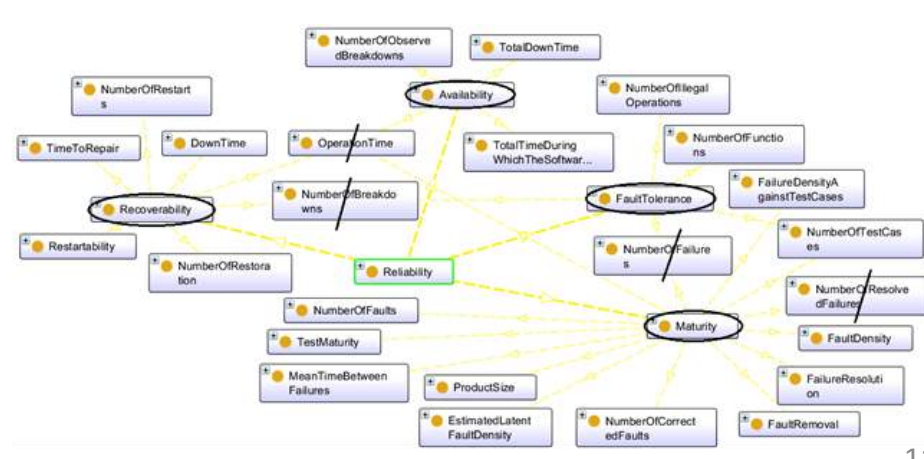 NumberOfObserve
dBreakdowns
TotalDownTime
NumberOfRestart
s
Availability
NumberOfIllegal
Operations
TimeToRepair
DownTime
OperationTime
TotalTimeDuring
WhichTheSoftwar...
NumberOfFunctio
ns
FailureDensityA
gainstTestCases
Recoverability
NumberOfBreakdo
wns
FaultTolerance
Restartability
NumberOfRestora
tion
Reliability
NumberOfFailure
s
NumberOfTestCas
es
NumberOfFaults
NumberOfResolve
dFailures
TestMaturity
Maturity
FaultDensity
MeanTimeBetween
Failures
ProductSize
FailureResoluti
on
EstimatedLatent
FaultDensity
NumberOfCorrect
edFaults
FaultRemoval